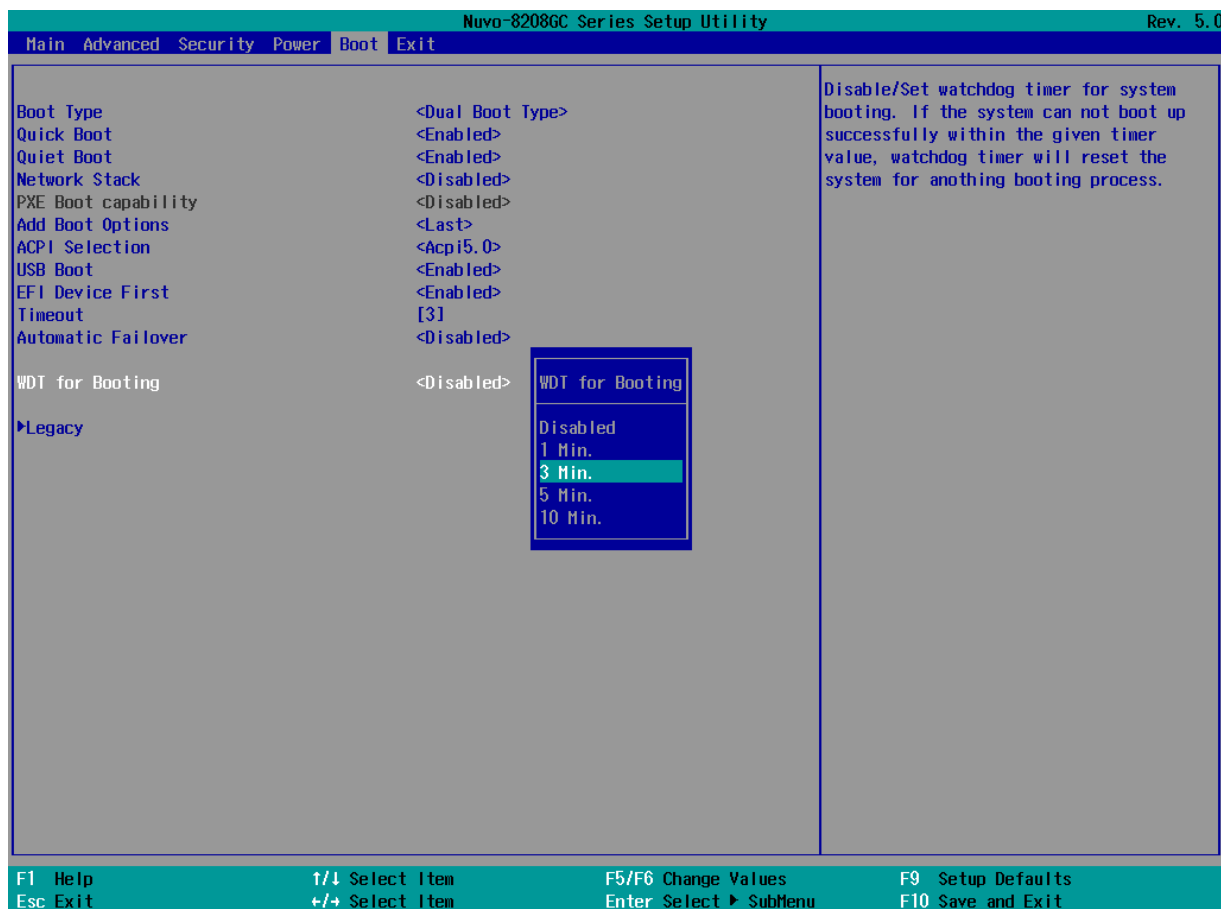 Nuvo-8208GC Series Setup Utility Rev. 5.0
Main Advanced Security Power Boot Exit
Boot Type <Dual Boot Type>
Quick Boot <Enabled>
Quiet Boot <Enabled>
Network Stack <Disabled>
PXE Boot capability <Disabled>
Add Boot Options <Last>
ACPI Selection <Acpi5.0>
USB Boot <Enabled>
EFI Device First <Enabled>
Timeout [3]
Automatic Failover <Disabled>
WDT for Booting <Disabled>
▶Legacy
WDT for Booting
Disabled
1 Min.
3 Min.
5 Min.
10 Min.
Disable/Set watchdog timer for system
booting. If the system can not boot up
successfully within the given timer
value, watchdog timer will reset the
system for anothing booting process.
F1 Help ↑/↓ Select Item F5/F6 Change Values F9 Setup Defaults
Esc Exit ←/→ Select Item Enter Select ▶ SubMenu F10 Save and Exit